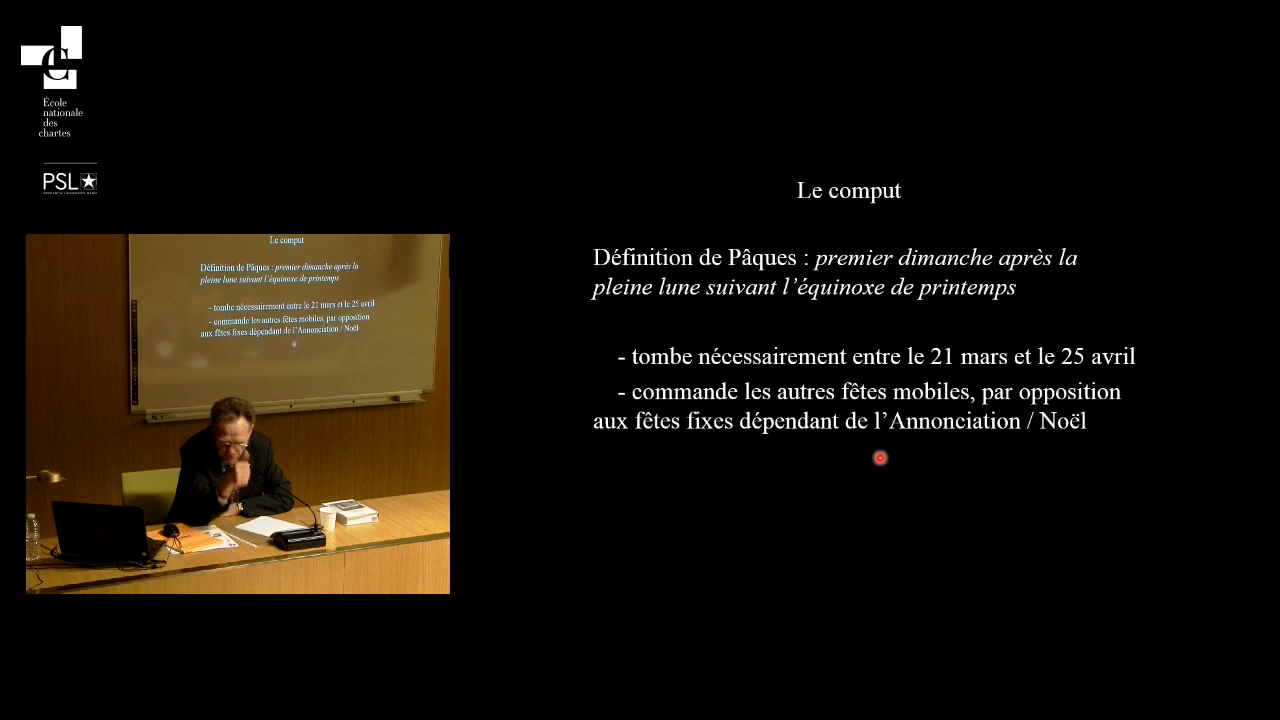 École
nationale
des
chartes
PSL
Le comput
Définition de Pâques : premier dimanche après la
pleine lune suivant l’équinoxe de printemps
- tombe nécessairement entre le 21 mars et le 25 avril
- commande les autres fêtes mobiles, par opposition
aux fêtes fixes dépendant de l’Annonciation / Noël
Le comput
Définition de Pâques : premier dimanche après la
pleine lune suivant l’équinoxe de printemps
- tombe nécessairement entre le 21 mars et le 25 avril
- commande les autres fêtes mobiles, par opposition
aux fêtes fixes dépendant de l’Annonciation / Noël